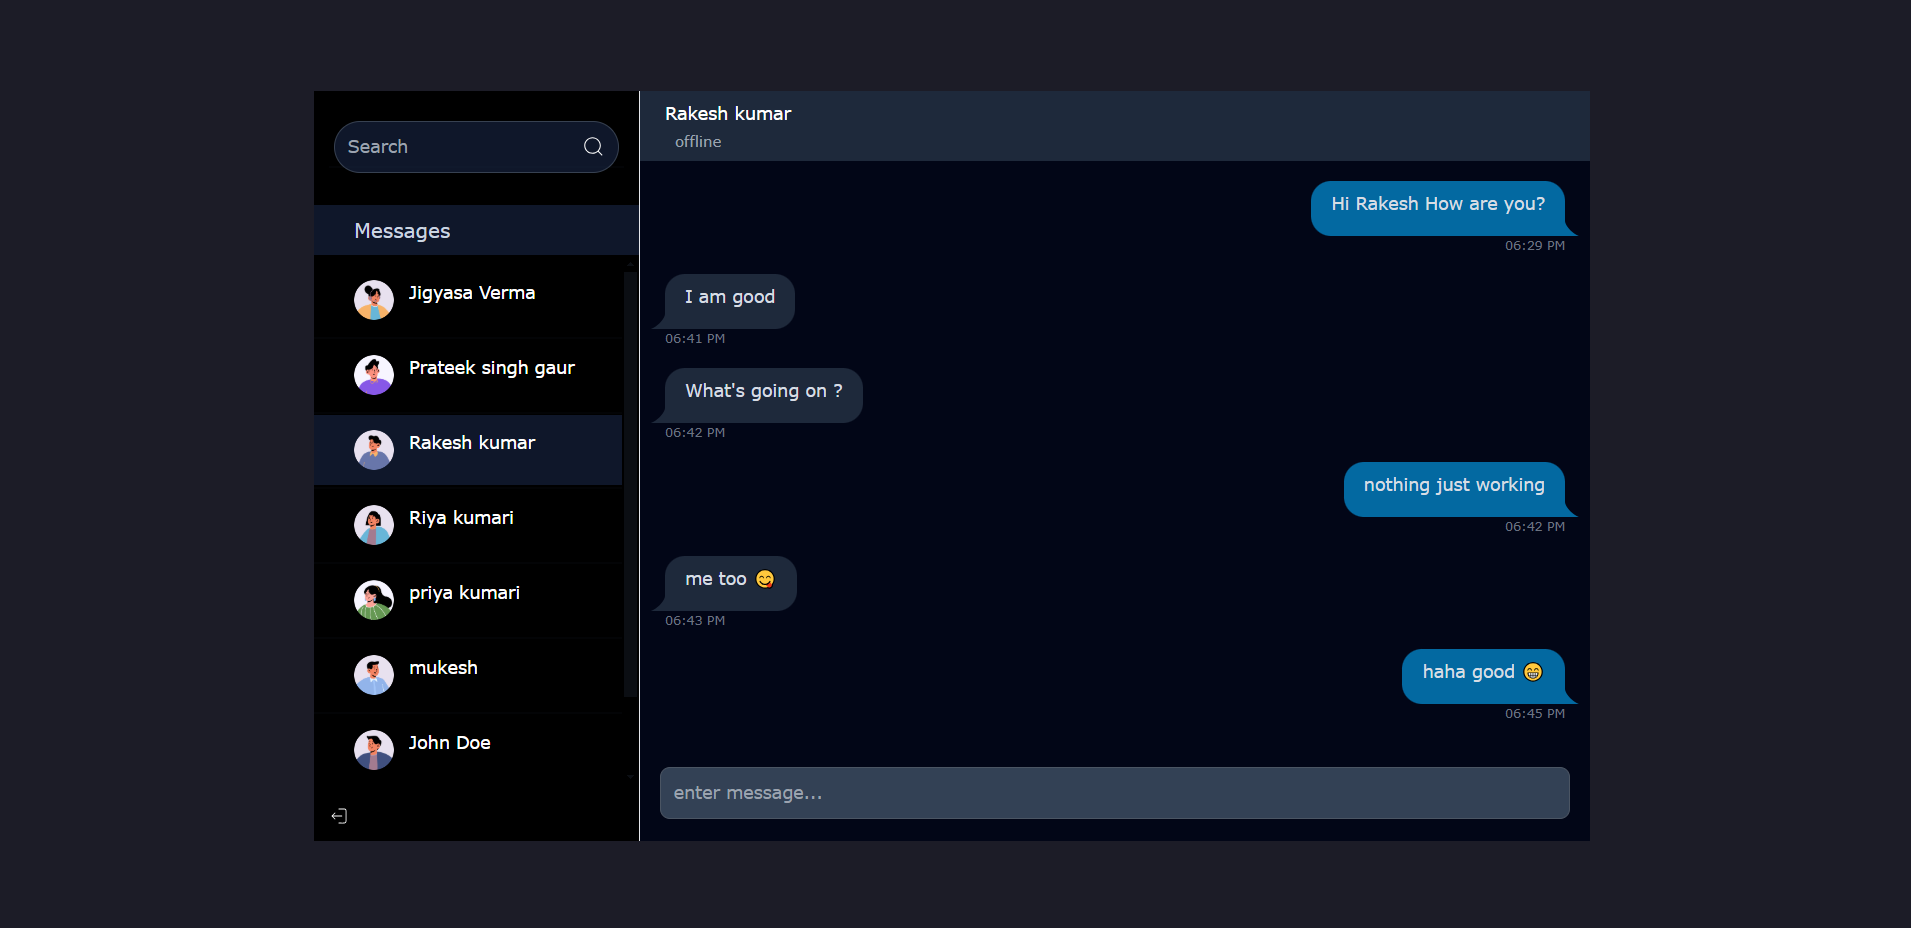 Search
Messages
Jigyasa Verma
Prateek singh gaur
Rakesh kumar
Riya kumari
priya kumari
mukesh
John Doe
Rakesh kumar
offline
Hi Rakesh How are you?
06:29 PM
I am good
06:41 PM
What's going on ?
06:42 PM
nothing just working
06:42 PM
me too 😋
06:43 PM
haha good 😁
06:45 PM
enter message...